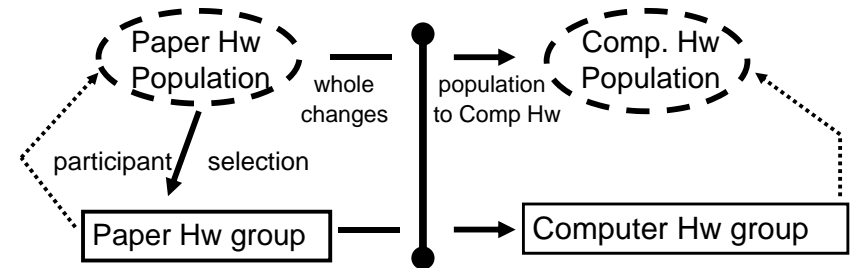 Paper Hw
Population
whole
changes
population
to Comp Hw
Comp. Hw
Population
participant selection
Paper Hw group
Computer Hw group